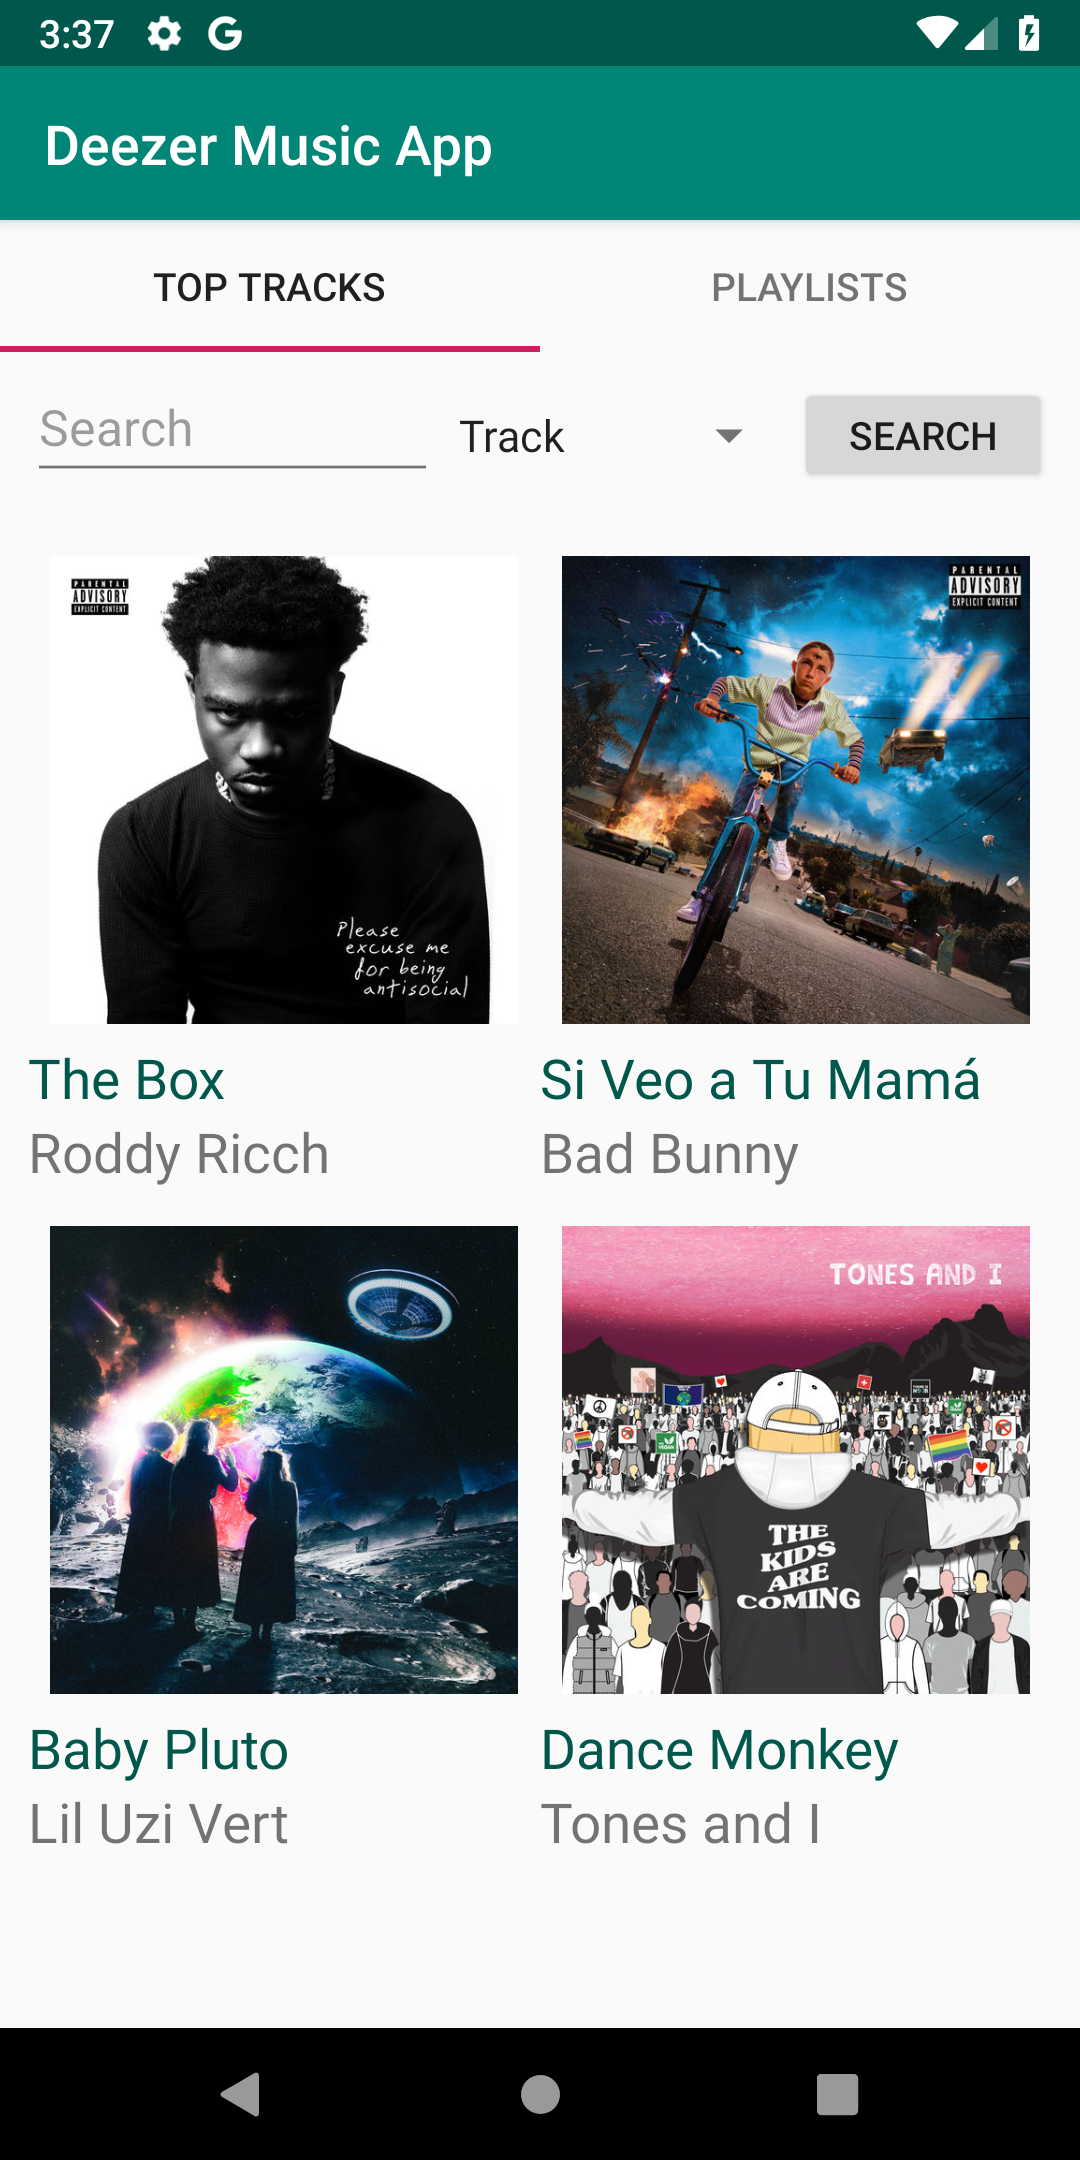 3:37
Deezer Music App
TOP TRACKS
PLAYLISTS
Search
Track
SEARCH
PARENTAL
ADVISORY
EXPLICIT CONTENT
Please
excuse me
for being
antisocial
PARENTAL
ADVISORY
EXPLICIT CONTENT
The Box
Roddy Ricch
Si Veo a Tu Mamá
Bad Bunny
TONES AND I
THE
KIDS
ARE
COMING
Baby Pluto
Lil Uzi Vert
Dance Monkey
Tones and I